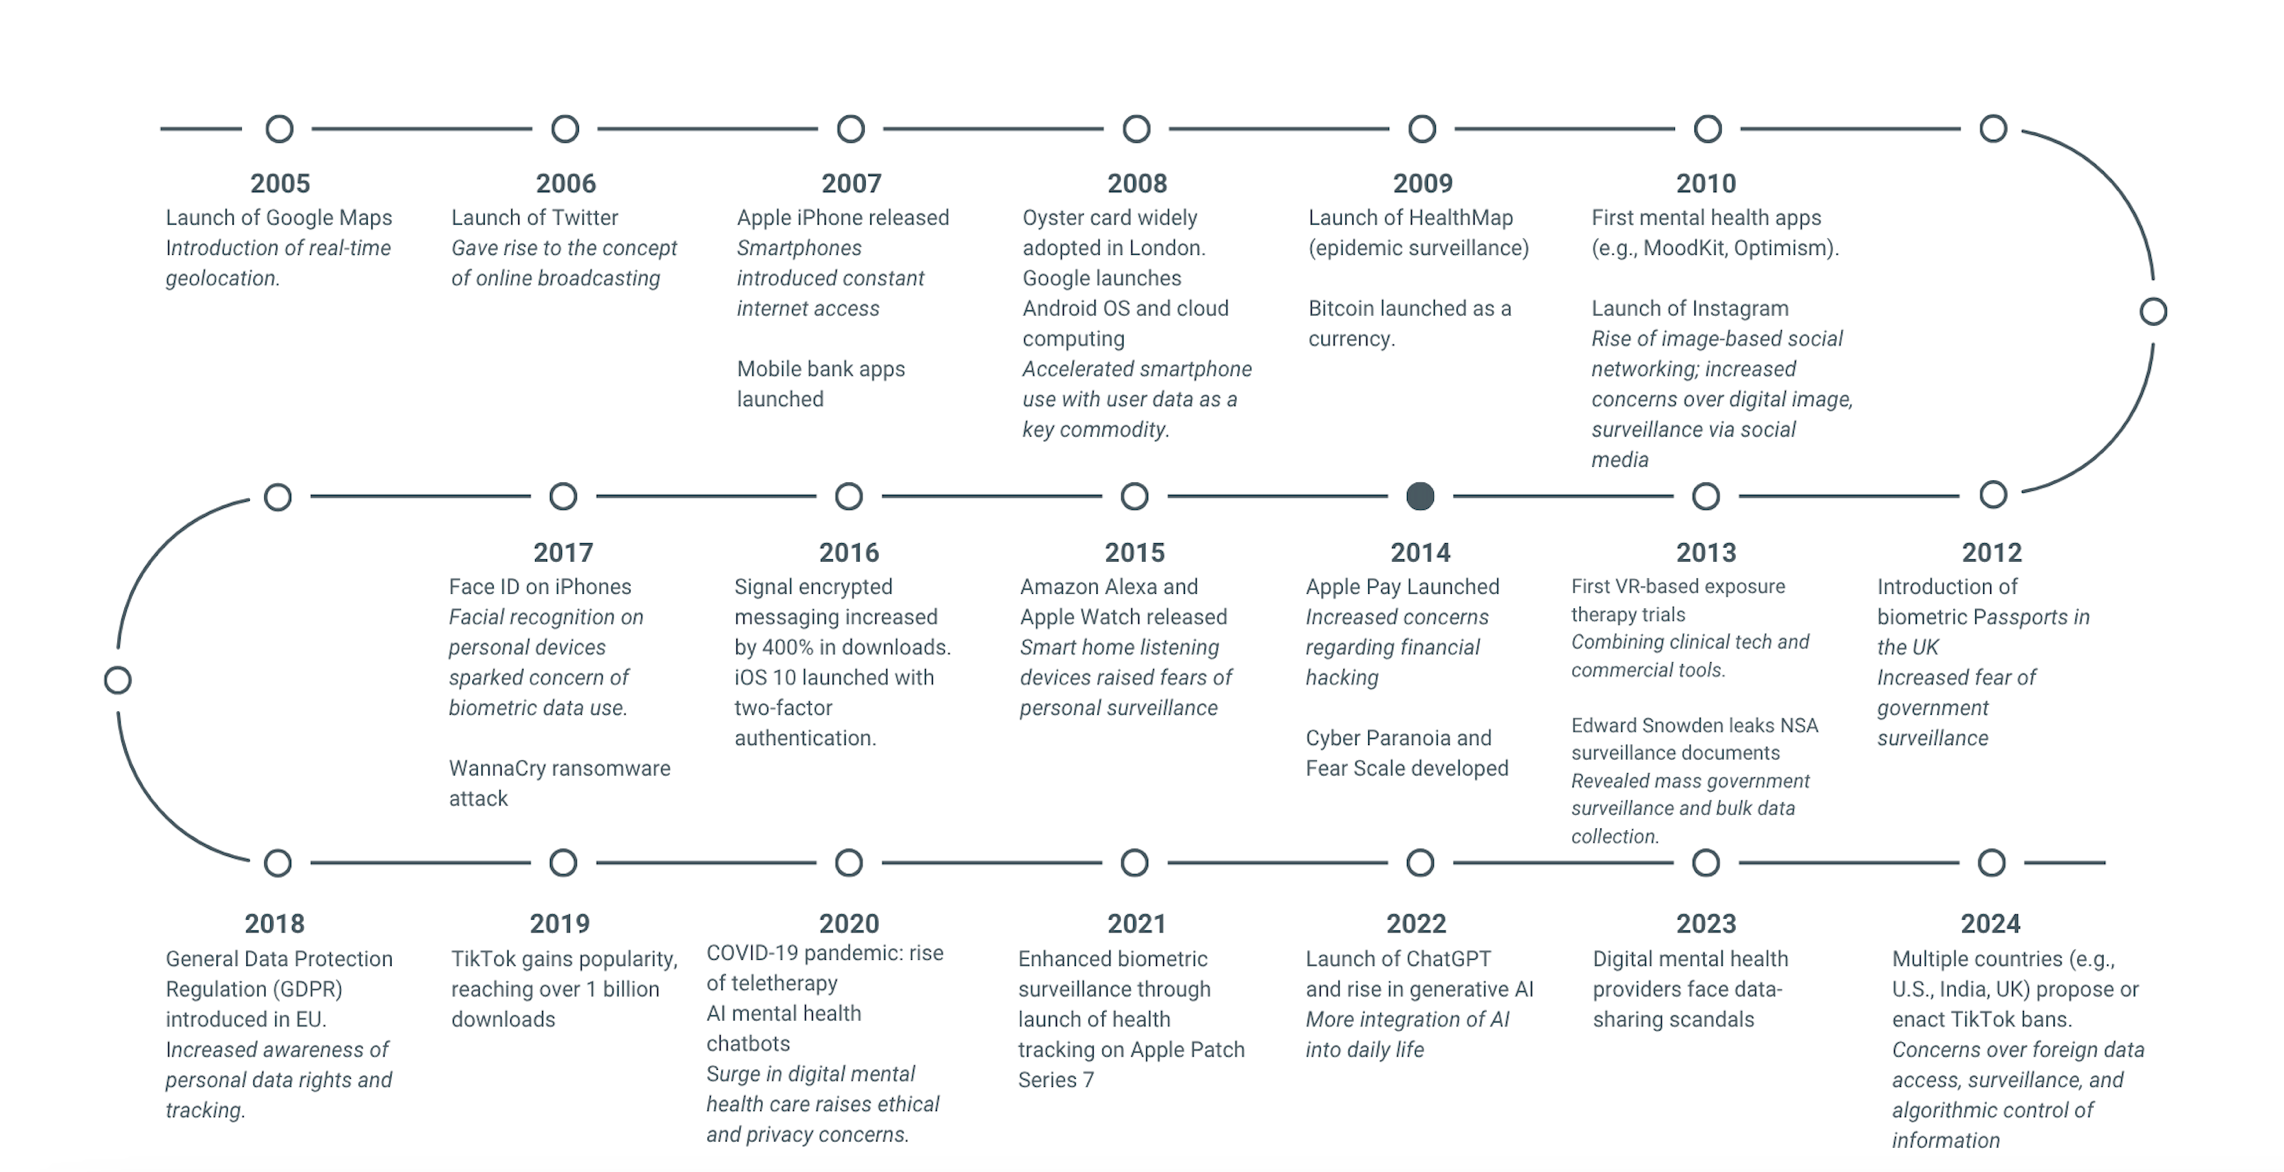 2005
Launch of Google Maps
Introduction of real-time
geolocation.
2006
Launch of Twitter
Gave rise to the concept
of online broadcasting
2007
Apple iPhone released
Smartphones
introduced constant
internet access
Mobile bank apps
launched
2008
Oyster card widely
adopted in London.
Google launches
Android OS and cloud
computing
Accelerated smartphone
use with user data as a
key commodity.
2009
Launch of HealthMap
(epidemic surveillance)
Bitcoin launched as a
currency.
2010
First mental health apps
(e.g., MoodKit, Optimism).
Launch of Instagram
Rise of image-based social
networking; increased
concerns over digital image,
surveillance via social
media
2017
Face ID on iPhones
Facial recognition on
personal devices
sparked concern of
biometric data use.
WannaCry ransomware
attack
2016
Signal encrypted
messaging increased
by 400% in downloads.
iOS 10 launched with
two-factor
authentication.
2015
Amazon Alexa and
Apple Watch released
Smart home listening
devices raised fears of
personal surveillance
2014
Apple Pay Launched
Increased concerns
regarding financial
hacking
Cyber Paranoia and
Fear Scale developed
2013
First VR-based exposure
therapy trials
Combining clinical tech and
commercial tools.
Edward Snowden leaks NSA
surveillance documents
Revealed mass government
surveillance and bulk data
collection.
2012
Introduction of
biometric Passports in
the UK
Increased fear of
government
surveillance
2018
General Data Protection
Regulation (GDPR)
introduced in EU.
Increased awareness of
personal data rights and
tracking.
2019
TikTok gains popularity,
reaching over 1 billion
downloads
2020
COVID-19 pandemic: rise
of teletherapy
AI mental health
chatbots
Surge in digital mental
health care raises ethical
and privacy concerns.
2021
Enhanced biometric
surveillance through
launch of health
tracking on Apple Patch
Series 7
2022
Launch of ChatGPT
and rise in generative AI
More integration of AI
into daily life
2023
Digital mental health
providers face data-
sharing scandals
2024
Multiple countries (e.g.,
U.S., India, UK) propose or
enact TikTok bans.
Concerns over foreign data
access, surveillance, and
algorithmic control of
information